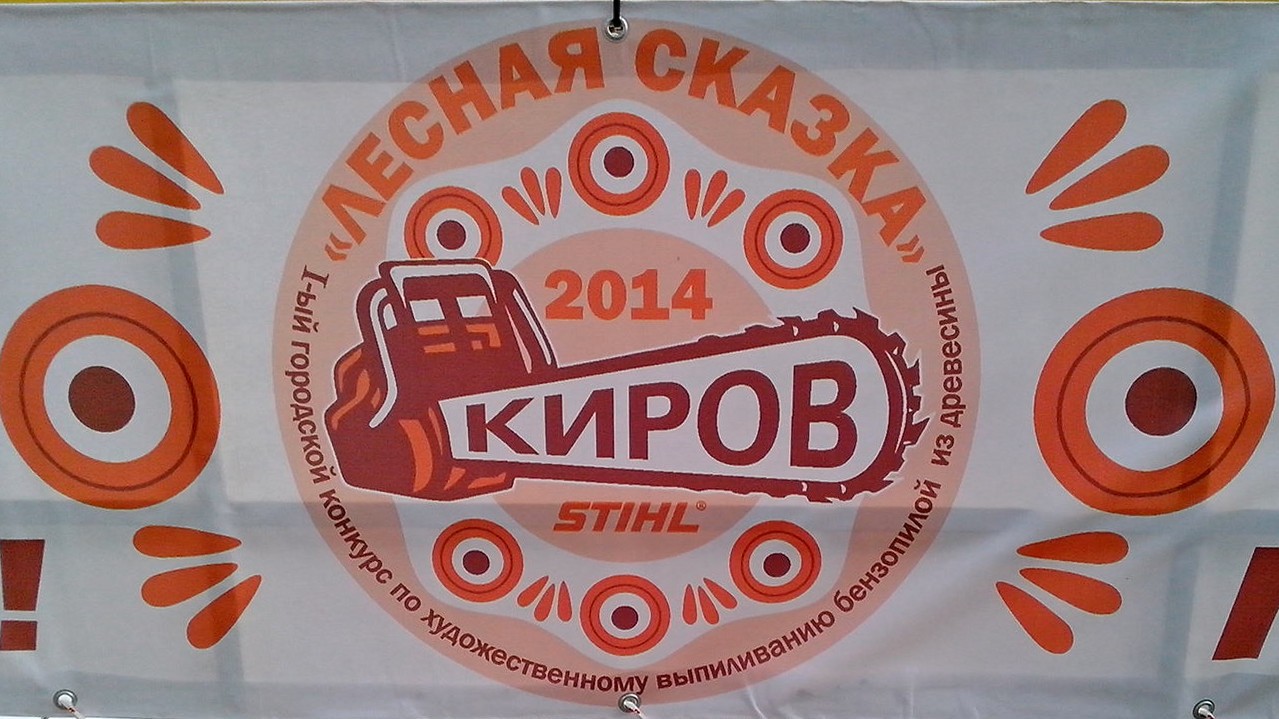 «ЛЕСНАЯ СКАЗКА»
2014
КИРОВ
STIHL®
I-ый городской конкурс по художественному выпиливанию бензопилой из древесины
!